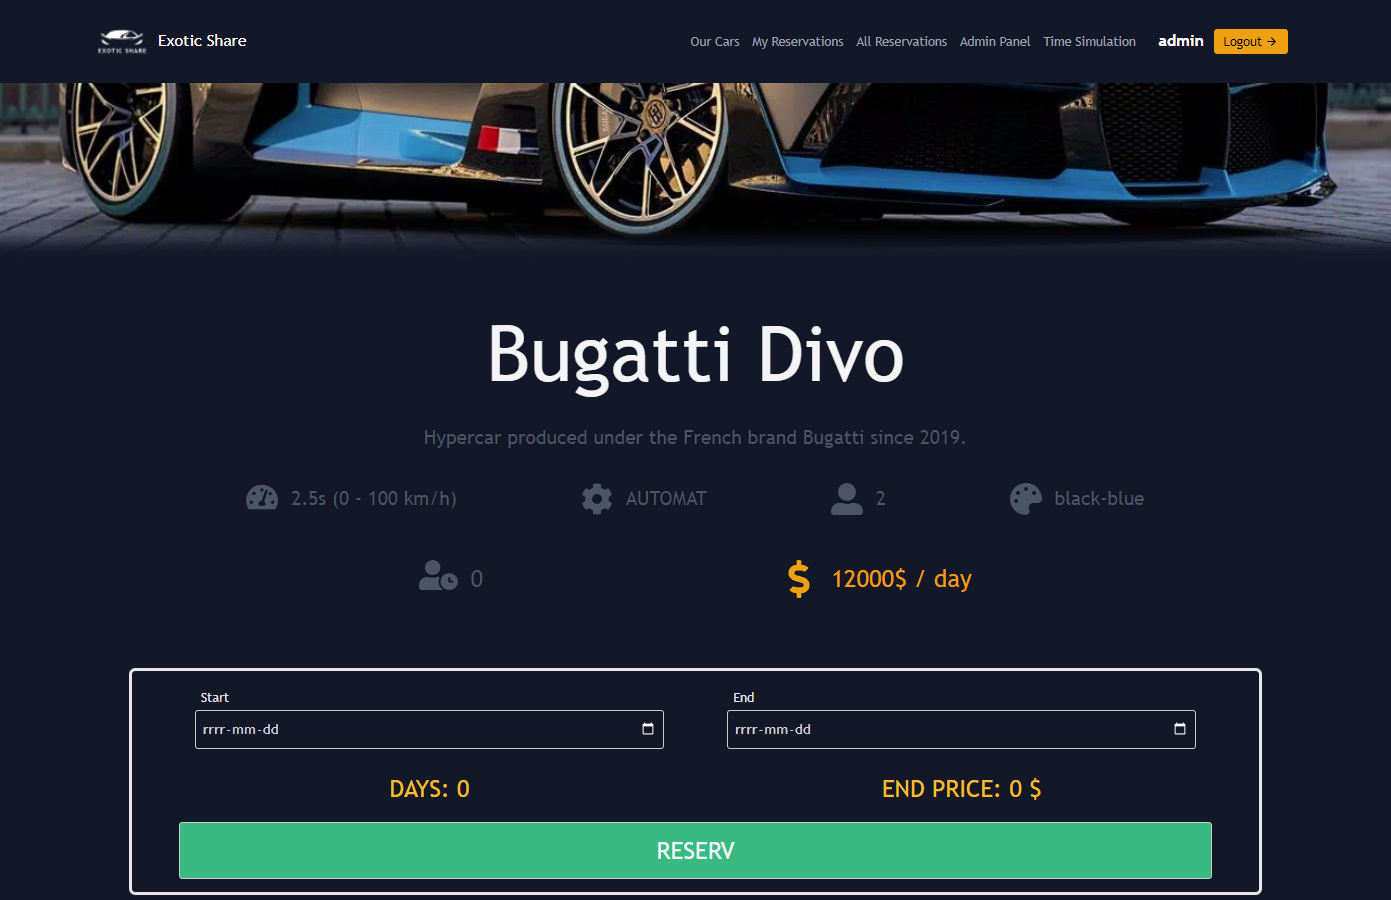 EXOTIC SHARE
Exotic Share
Our Cars My Reservations All Reservations Admin Panel Time Simulation admin Logout →
Bugatti Divo
Hypercar produced under the French brand Bugatti since 2019.
2.5s (0 - 100 km/h) AUTOMAT 2 black-blue
0 12000$ / day
Start End
rrrr-mm-dd rrrr-mm-dd
DAYS: 0 END PRICE: 0 $
RESERV